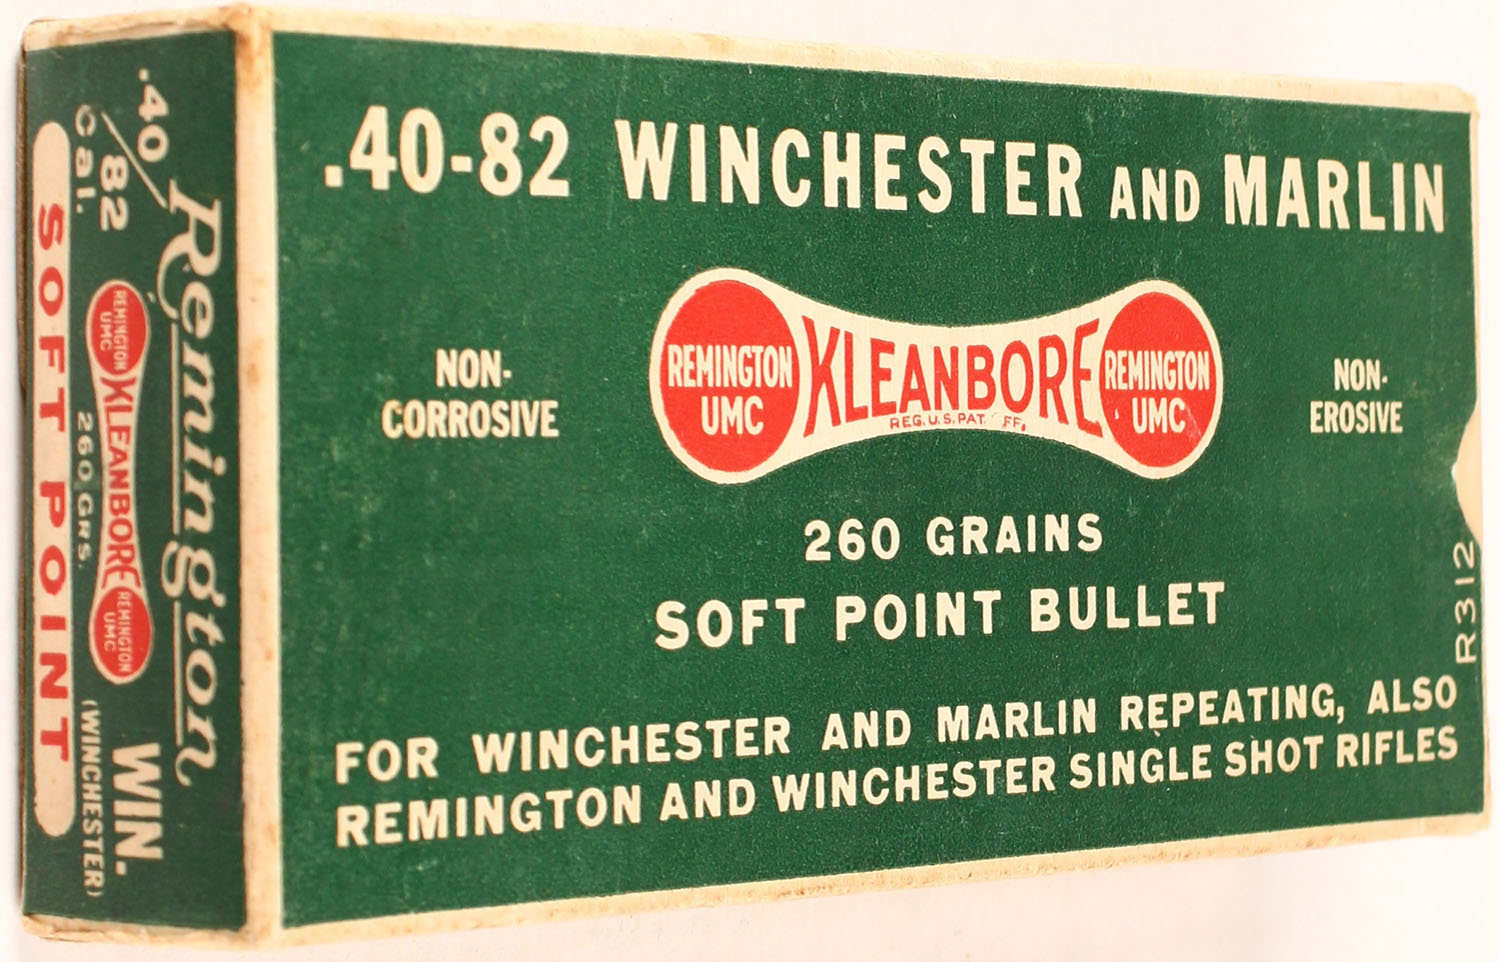 .40-82 WINCHESTER AND MARLIN
NON-
CORROSIVE
REMINGTON
UMC
KLEANBORE
REG. U. S. PAT. FF.
REMINGTON
UMC
NON-
EROSIVE
260 GRAINS
SOFT POINT BULLET
R312
FOR WINCHESTER AND MARLIN REPEATING, ALSO
REMINGTON AND WINCHESTER SINGLE SHOT RIFLES
Remington
.40/82
Cal.
REMINGTON
UMC
KLEANBORE
REMINGTON
UMC
260 GRS.
WIN.
(WINCHESTER)
SOFT POINT